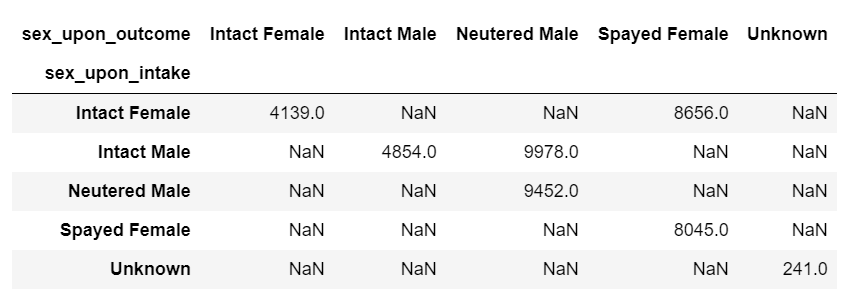 sex_upon_outcome Intact Female Intact Male Neutered Male Spayed Female Unknown
sex_upon_intake
Intact Female 4139.0 NaN NaN 8656.0 NaN
Intact Male NaN 4854.0 9978.0 NaN NaN
Neutered Male NaN NaN 9452.0 NaN NaN
Spayed Female NaN NaN NaN 8045.0 NaN
Unknown NaN NaN NaN NaN 241.0